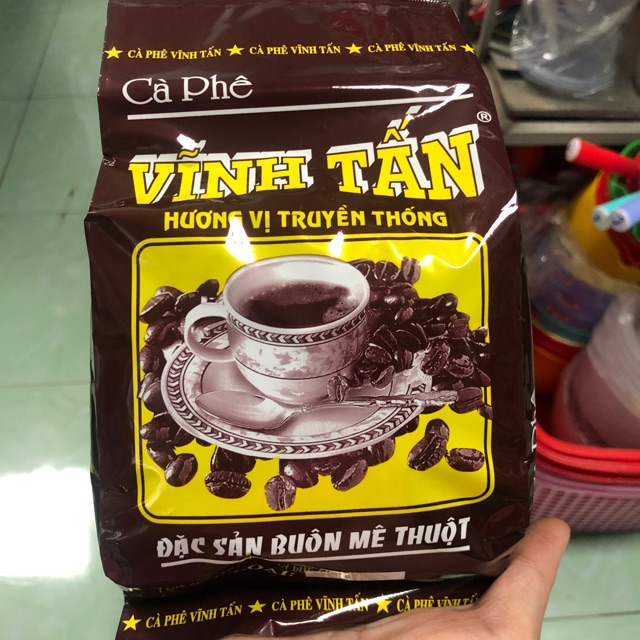 ★ CÀ PHÊ VĨNH TẤN ★ CÀ PHÊ VĨNH TẤN ★ CÀ PHÊ VĨNH TẤN ★
Cà Phê
VĨNH TẤN ®
HƯƠNG VỊ TRUYỀN THỐNG
ĐẶC SẢN BUÔN MÊ THUỘT
★ CÀ PHÊ VĨNH TẤN ★ CÀ PHÊ VĨNH TẤN ★ CÀ PHÊ VĨNH TẤN